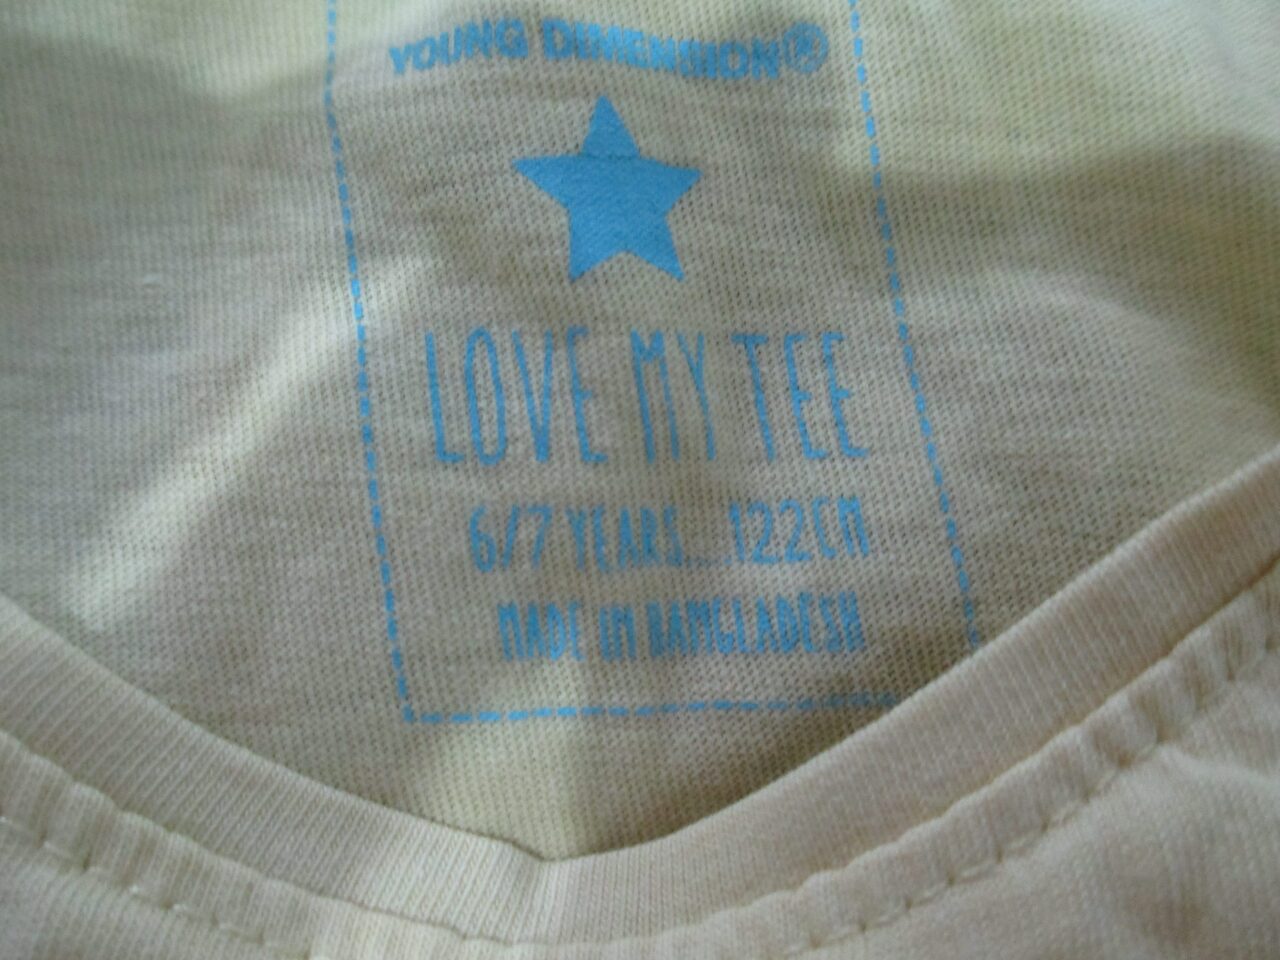 YOUNG DIMENSION®
LOVE MY TEE
6/7 YEARS....122CM
MADE IN BANGLADESH